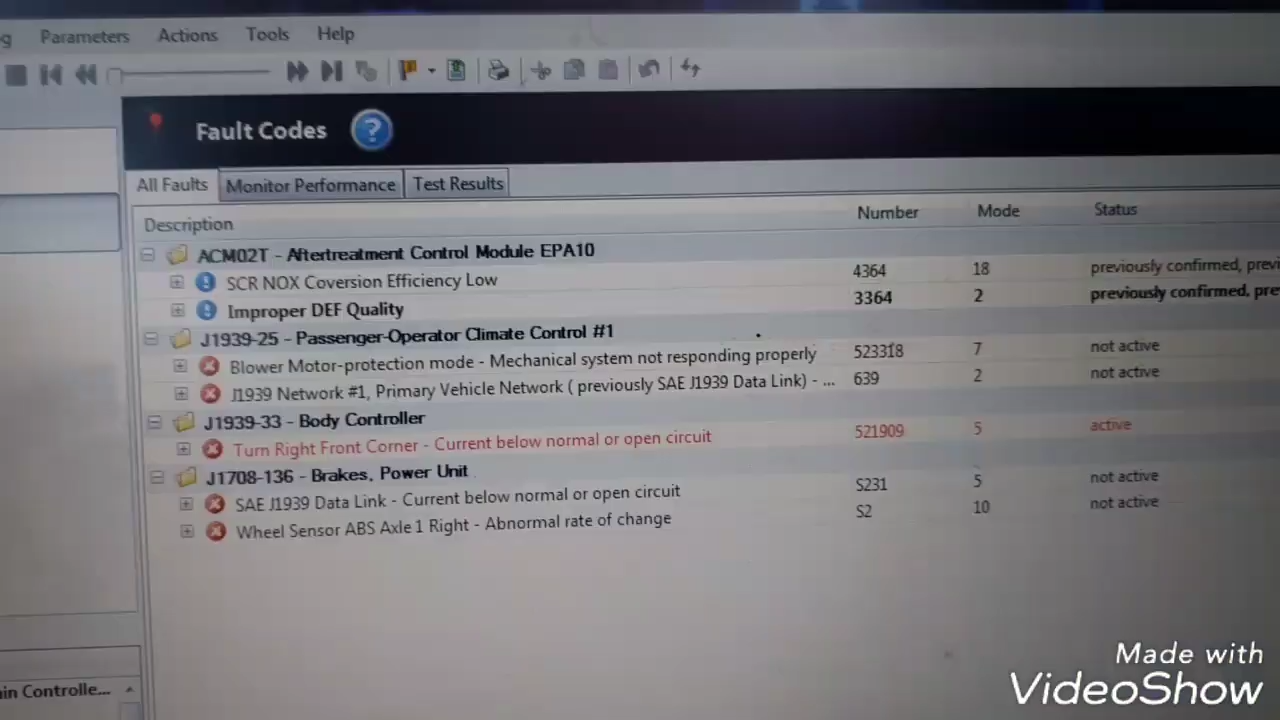 g Parameters Actions Tools Help
Fault Codes ?
All Faults Monitor Performance Test Results
Description Number Mode Status
ACM02T - Aftertreatment Control Module EPA10
SCR NOX Coversion Efficiency Low 4364 18 previously confirmed, previ
Improper DEF Quality 3364 2 previously confirmed, pre
J1939-25 - Passenger-Operator Climate Control #1
Blower Motor-protection mode - Mechanical system not responding properly 523318 7 not active
J1939 Network #1, Primary Vehicle Network ( previously SAE J1939 Data Link) - ... 639 2 not active
J1939-33 - Body Controller
Turn Right Front Corner - Current below normal or open circuit 521909 5 active
J1708-136 - Brakes, Power Unit
SAE J1939 Data Link - Current below normal or open circuit S231 5 not active
Wheel Sensor ABS Axle 1 Right - Abnormal rate of change S2 10 not active
in Controlle...
Made with
VideoShow